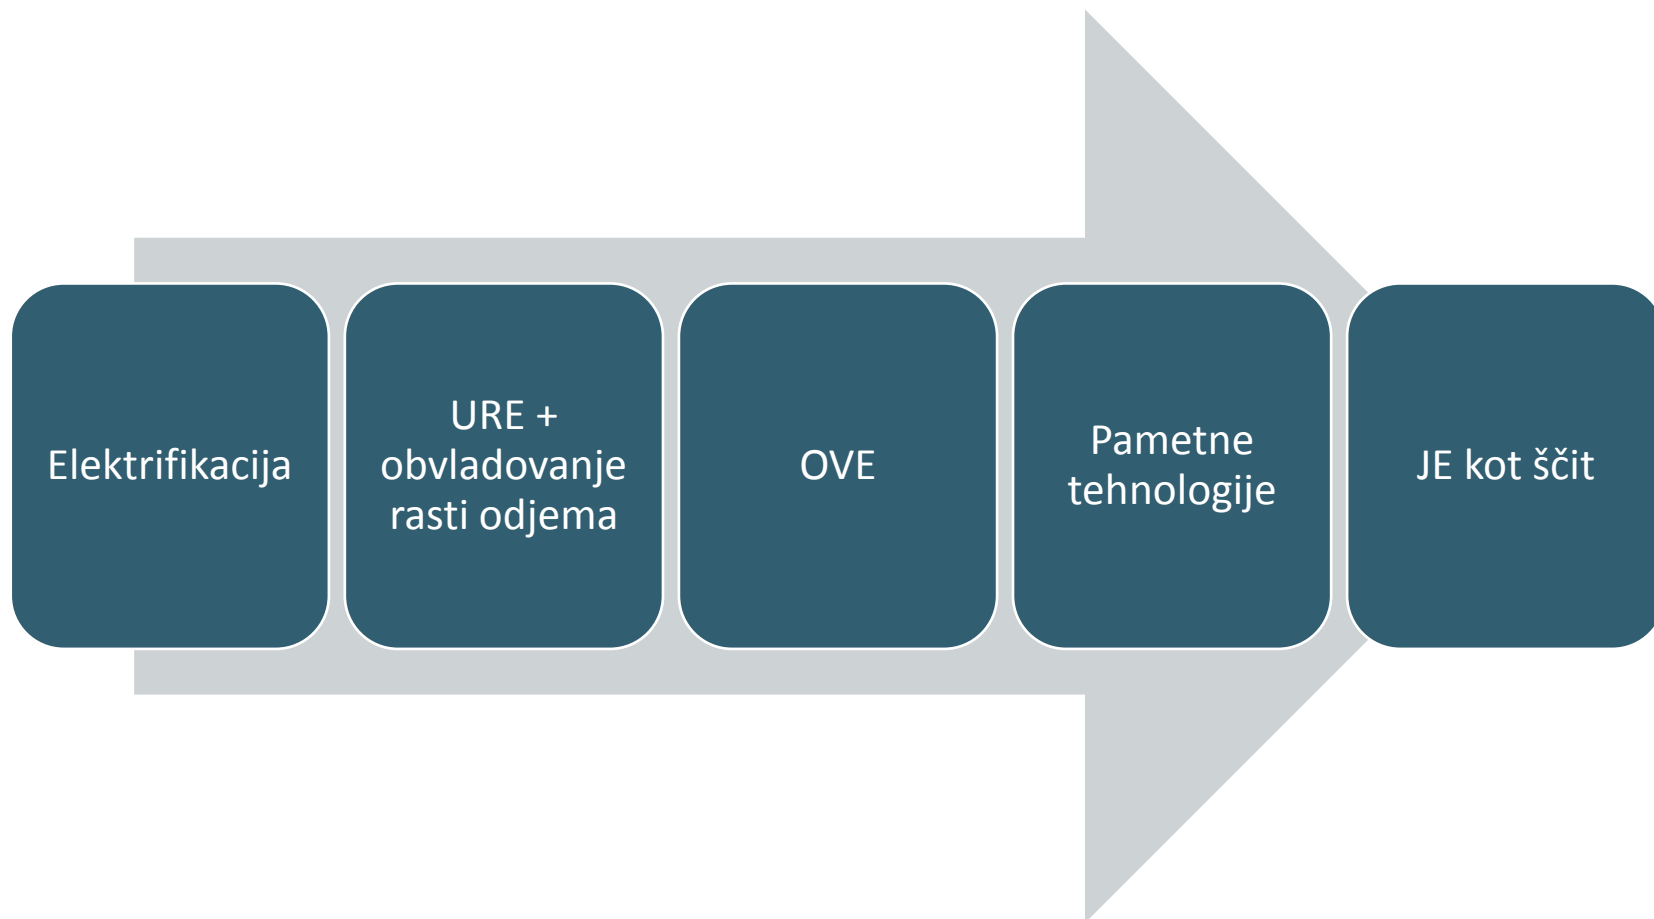 Elektrifikacija
URE +
obvladovanje
rasti odjema
OVE
Pametne
tehnologije
JE kot ščit